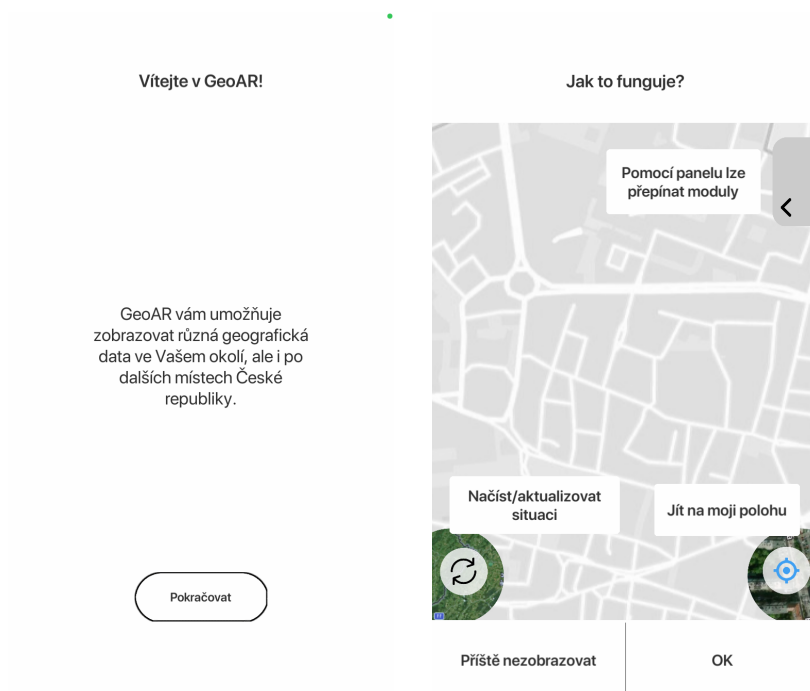 Vítejte v GeoAR!
GeoAR vám umožňuje
zobrazovat různá geografická
data ve Vašem okolí, ale i po
dalších místech České
republiky.
Pokračovat
Jak to funguje?
Pomocí panelu lze
přepínat moduly
Načíst/aktualizovat
situaci
Jít na moji polohu
Příště nezobrazovat
OK